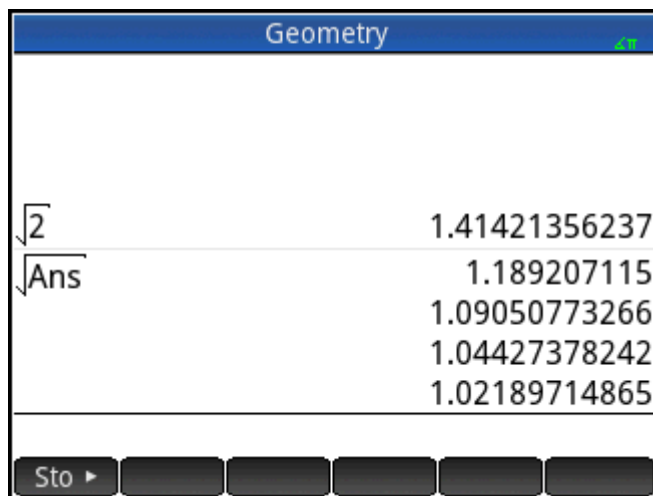 Geometry
∡π
√2 1.41421356237
√Ans 1.189207115
1.09050773266
1.04427378242
1.02189714865
Sto ▸